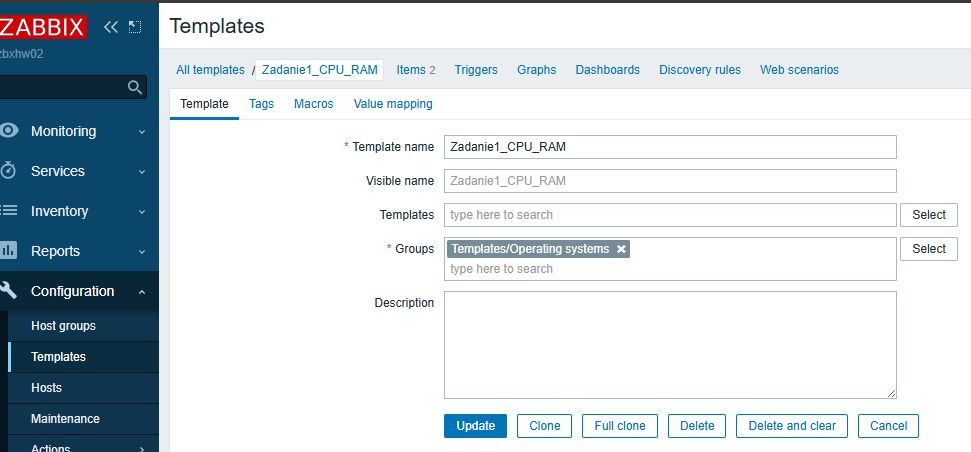 ZABBIX
zbxhw02
Monitoring
Services
Inventory
Reports
Configuration
Host groups
Templates
Hosts
Maintenance
Actions
Templates
All templates / Zadanie1_CPU_RAM Items 2 Triggers Graphs Dashboards Discovery rules Web scenarios
Template Tags Macros Value mapping
* Template name Zadanie1_CPU_RAM
Visible name Zadanie1_CPU_RAM
Templates type here to search Select
* Groups Templates/Operating systems Select
type here to search
Description
Update Clone Full clone Delete Delete and clear Cancel